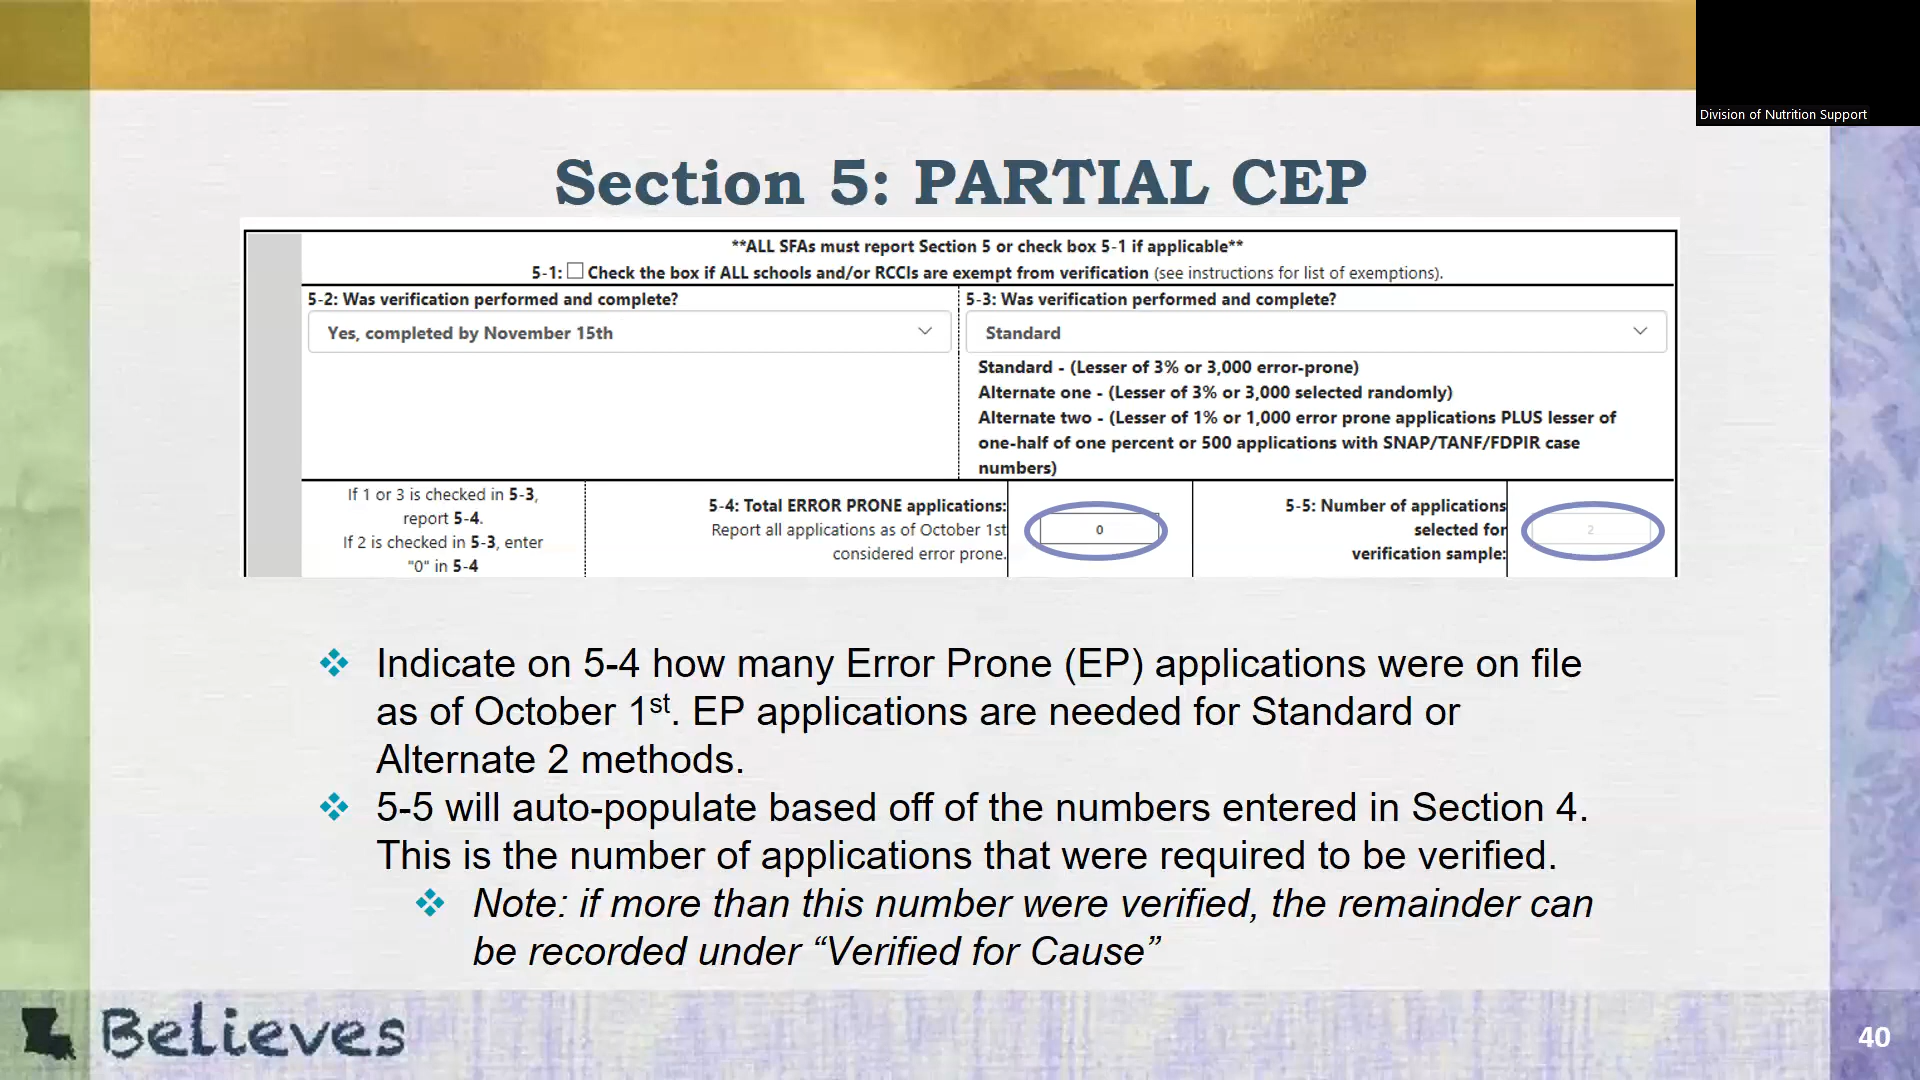 Division of Nutrition Support
Section 5: PARTIAL CEP
**ALL SFAs must report Section 5 or check box 5-1 if applicable**
5-1: Check the box if ALL schools and/or RCCIs are exempt from verification (see instructions for list of exemptions).
5-2: Was verification performed and complete?
Yes, completed by November 15th
5-3: Was verification performed and complete?
Standard
Standard - (Lesser of 3% or 3,000 error-prone)
Alternate one - (Lesser of 3% or 3,000 selected randomly)
Alternate two - (Lesser of 1% or 1,000 error prone applications PLUS lesser of
one-half of one percent or 500 applications with SNAP/TANF/FDPIR case
numbers)
If 1 or 3 is checked in 5-3,
report 5-4.
If 2 is checked in 5-3, enter
"0" in 5-4
5-4: Total ERROR PRONE applications:
Report all applications as of October 1st
considered error prone.
0
5-5: Number of applications
selected for
verification sample:
2
Indicate on 5-4 how many Error Prone (EP) applications were on file
as of October 1st. EP applications are needed for Standard or
Alternate 2 methods.
5-5 will auto-populate based off of the numbers entered in Section 4.
This is the number of applications that were required to be verified.
Note: if more than this number were verified, the remainder can
be recorded under “Verified for Cause”
Believes
40